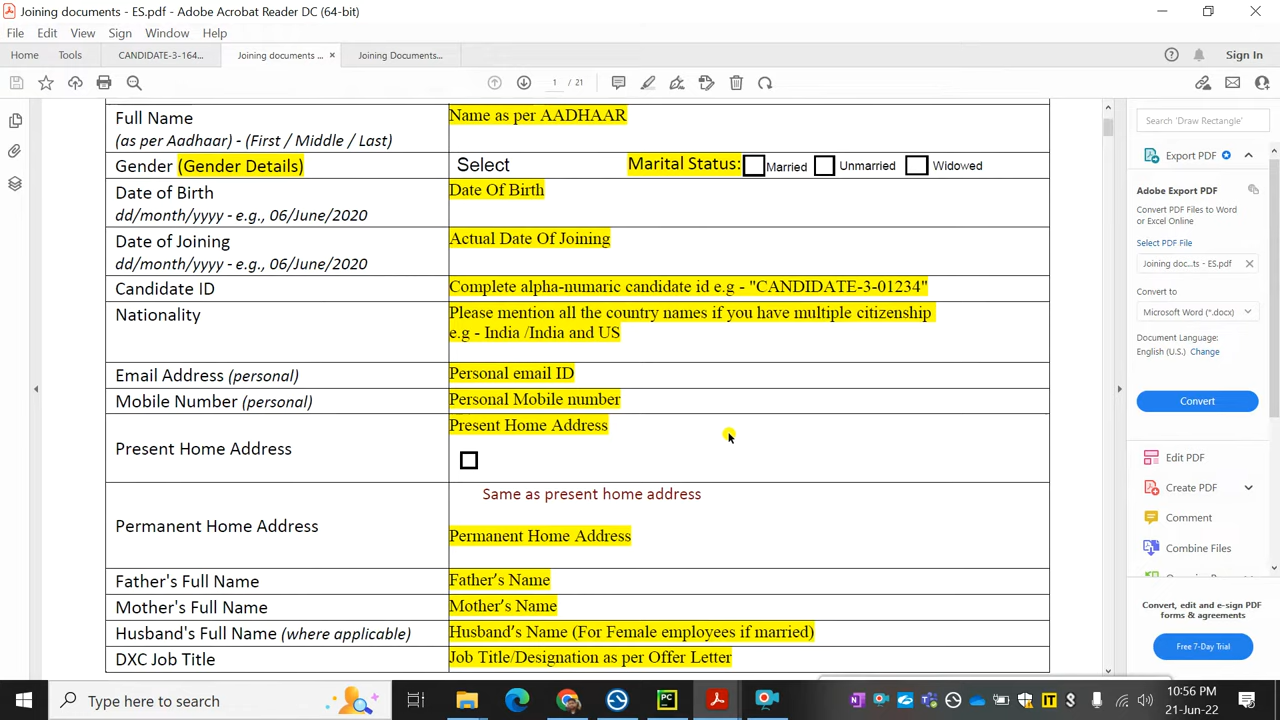 Joining documents - ES.pdf - Adobe Acrobat Reader DC (64-bit)
File Edit View Sign Window Help
Home Tools CANDIDATE-3-164... Joining documents ... × Joining Documents... Sign In
1 / 21
Full Name Name as per AADHAAR
(as per Aadhaar) - (First / Middle / Last)
Gender (Gender Details) Select Marital Status: Married Unmarried Widowed
Date of Birth Date Of Birth
dd/month/yyyy - e.g., 06/June/2020
Date of Joining Actual Date Of Joining
dd/month/yyyy - e.g., 06/June/2020
Candidate ID Complete alpha-numaric candidate id e.g - "CANDIDATE-3-01234"
Nationality Please mention all the country names if you have multiple citizenship
e.g - India /India and US
Email Address (personal) Personal email ID
Mobile Number (personal) Personal Mobile number
Present Home Address Present Home Address
Same as present home address
Permanent Home Address Permanent Home Address
Father's Full Name Father's Name
Mother's Full Name Mother's Name
Husband's Full Name (where applicable) Husband's Name (For Female employees if married)
DXC Job Title Job Title/Designation as per Offer Letter
Search 'Draw Rectangle'
Export PDF
Adobe Export PDF
Convert PDF Files to Word
or Excel Online
Select PDF File
Joining doc...ts - ES.pdf
Convert to
Microsoft Word (*.docx)
Document Language:
English (U.S.) Change
Convert
Edit PDF
Create PDF
Comment
Combine Files
Convert, edit and e-sign PDF
forms & agreements
Free 7-Day Trial
Type here to search
10:56 PM
21-Jun-22